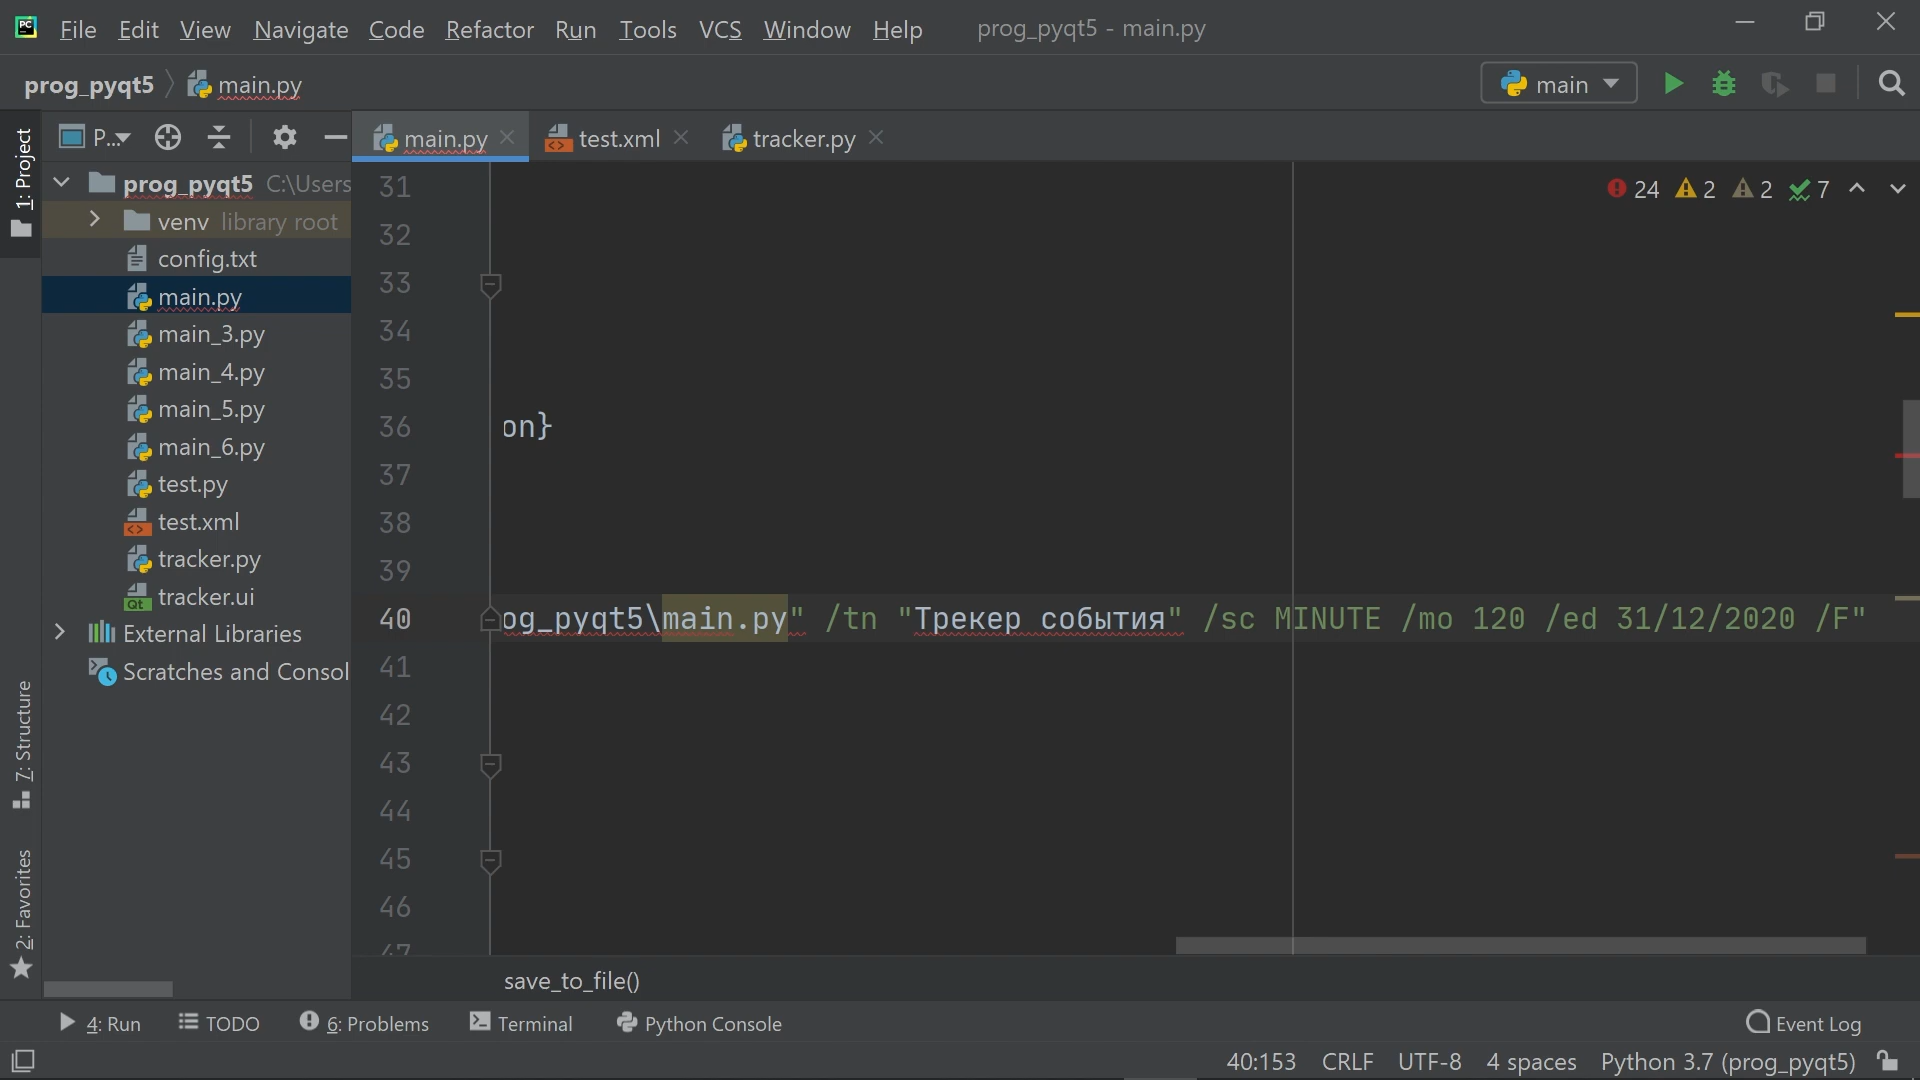 File Edit View Navigate Code Refactor Run Tools VCS Window Help prog_pyqt5 - main.py
prog_pyqt5 main.py main
1: Project
P... main.py test.xml tracker.py
prog_pyqt5 C:\Users
venv library root
config.txt
main.py
main_3.py
main_4.py
main_5.py
main_6.py
test.py
test.xml
tracker.py
tracker.ui
External Libraries
Scratches and Consol
24 2 2 7
31
32
33
34
35
36 on}
37
38
39
40 og_pyqt5\main.py" /tn "Трекер события" /sc MINUTE /mo 120 /ed 31/12/2020 /F"
41
42
43
44
45
46
47
7: Structure
2: Favorites
save_to_file()
4: Run TODO 6: Problems Terminal Python Console Event Log
40:153 CRLF UTF-8 4 spaces Python 3.7 (prog_pyqt5)